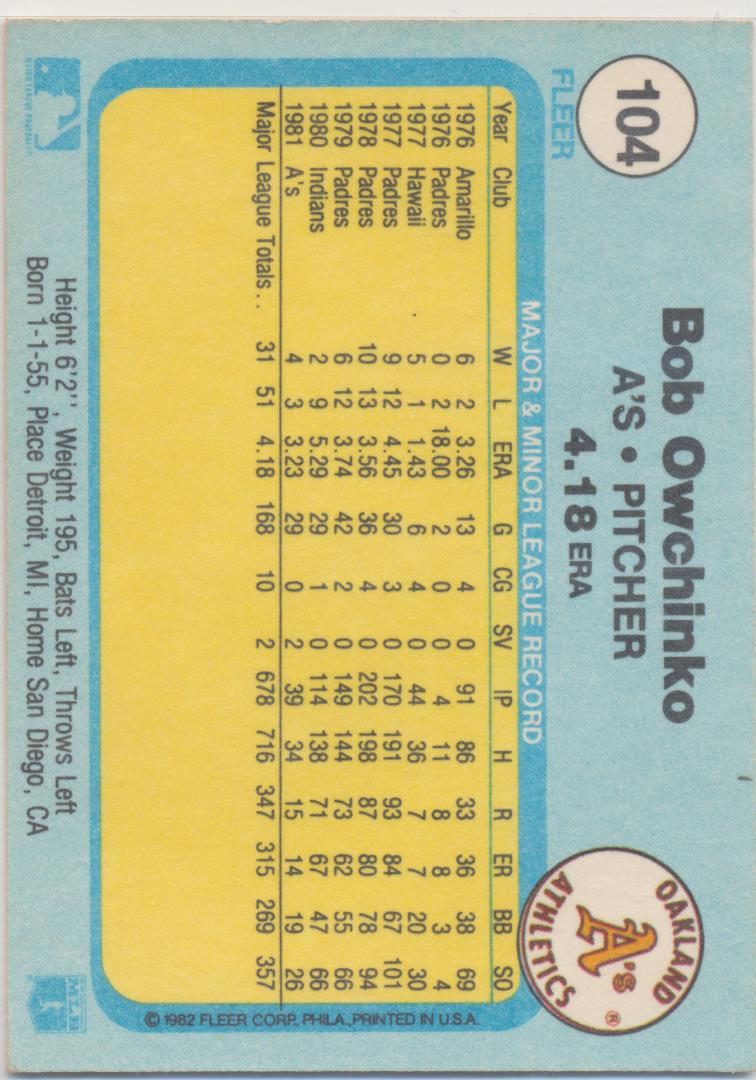 104
FLEER
Bob Owchinko
A'S • PITCHER
4.18 ERA
OAKLAND
A's ®
ATHLETICS
MAJOR & MINOR LEAGUE RECORD
Year Club W L ERA G CG SV IP H R ER BB SO
1976 Amarillo 6 2 3.26 13 4 0 91 86 33 36 38 69
1976 Padres 0 2 18.00 2 0 0 4 11 8 8 3 4
1977 Hawaii 5 1 1.43 6 4 0 44 36 7 7 20 30
1977 Padres 9 12 4.45 30 3 0 170 191 93 84 67 101
1978 Padres 10 13 3.56 36 4 0 202 198 87 80 78 94
1979 Padres 6 12 3.74 42 2 0 149 144 73 62 55 66
1980 Indians 2 9 5.29 29 1 0 114 138 71 67 47 66
1981 A's 4 3 3.23 29 0 2 39 34 15 14 19 26
Major League Totals . . 31 51 4.18 168 10 2 678 716 347 315 269 357
© 1982 FLEER CORP., PHILA., PRINTED IN U.S.A.
Height 6'2'', Weight 195, Bats Left, Throws Left
Born 1-1-55, Place Detroit, MI, Home San Diego, CA